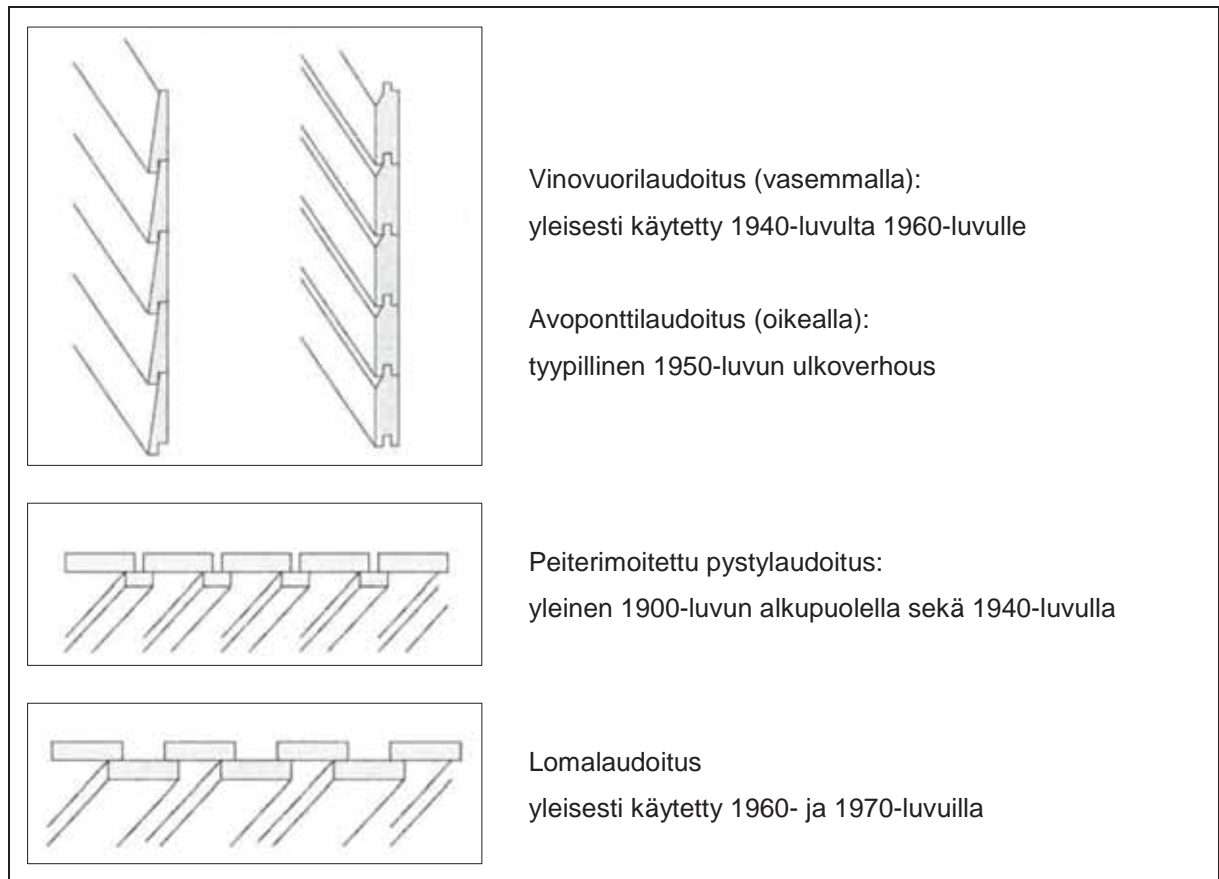 Vinovuorilaudoitus (vasemmalla):
yleisesti käytetty 1940-luvulta 1960-luvulle
Avoponttilaudoitus (oikealla):
tyypillinen 1950-luvun ulkoverhous
Peiterimoitettu pystylaudoitus:
yleinen 1900-luvun alkupuolella sekä 1940-luvulla
Lomalaudoitus
yleisesti käytetty 1960- ja 1970-luvuilla